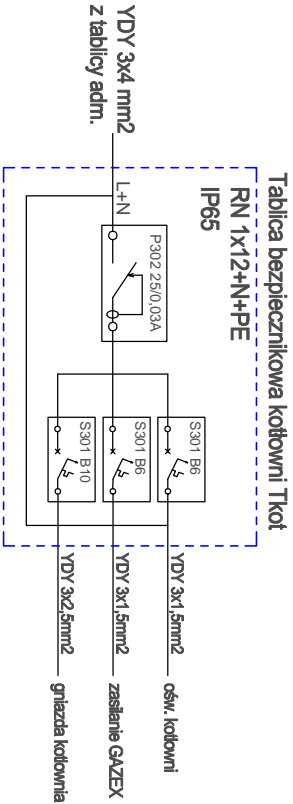 Tablica bezpiecznikowa kotłowni Tkot
RN 1x12+N+PE
IP65
YDY 3x4 mm2
z tablicy adm.
L+N
P302 25/0,03A
S301 B6
YDY 3x1,5mm2
ośw. kotłowni
S301 B6
YDY 3x1,5mm2
zasilanie GAZEX
S301 B10
YDY 3x2,5mm2
gniazda kotłownia